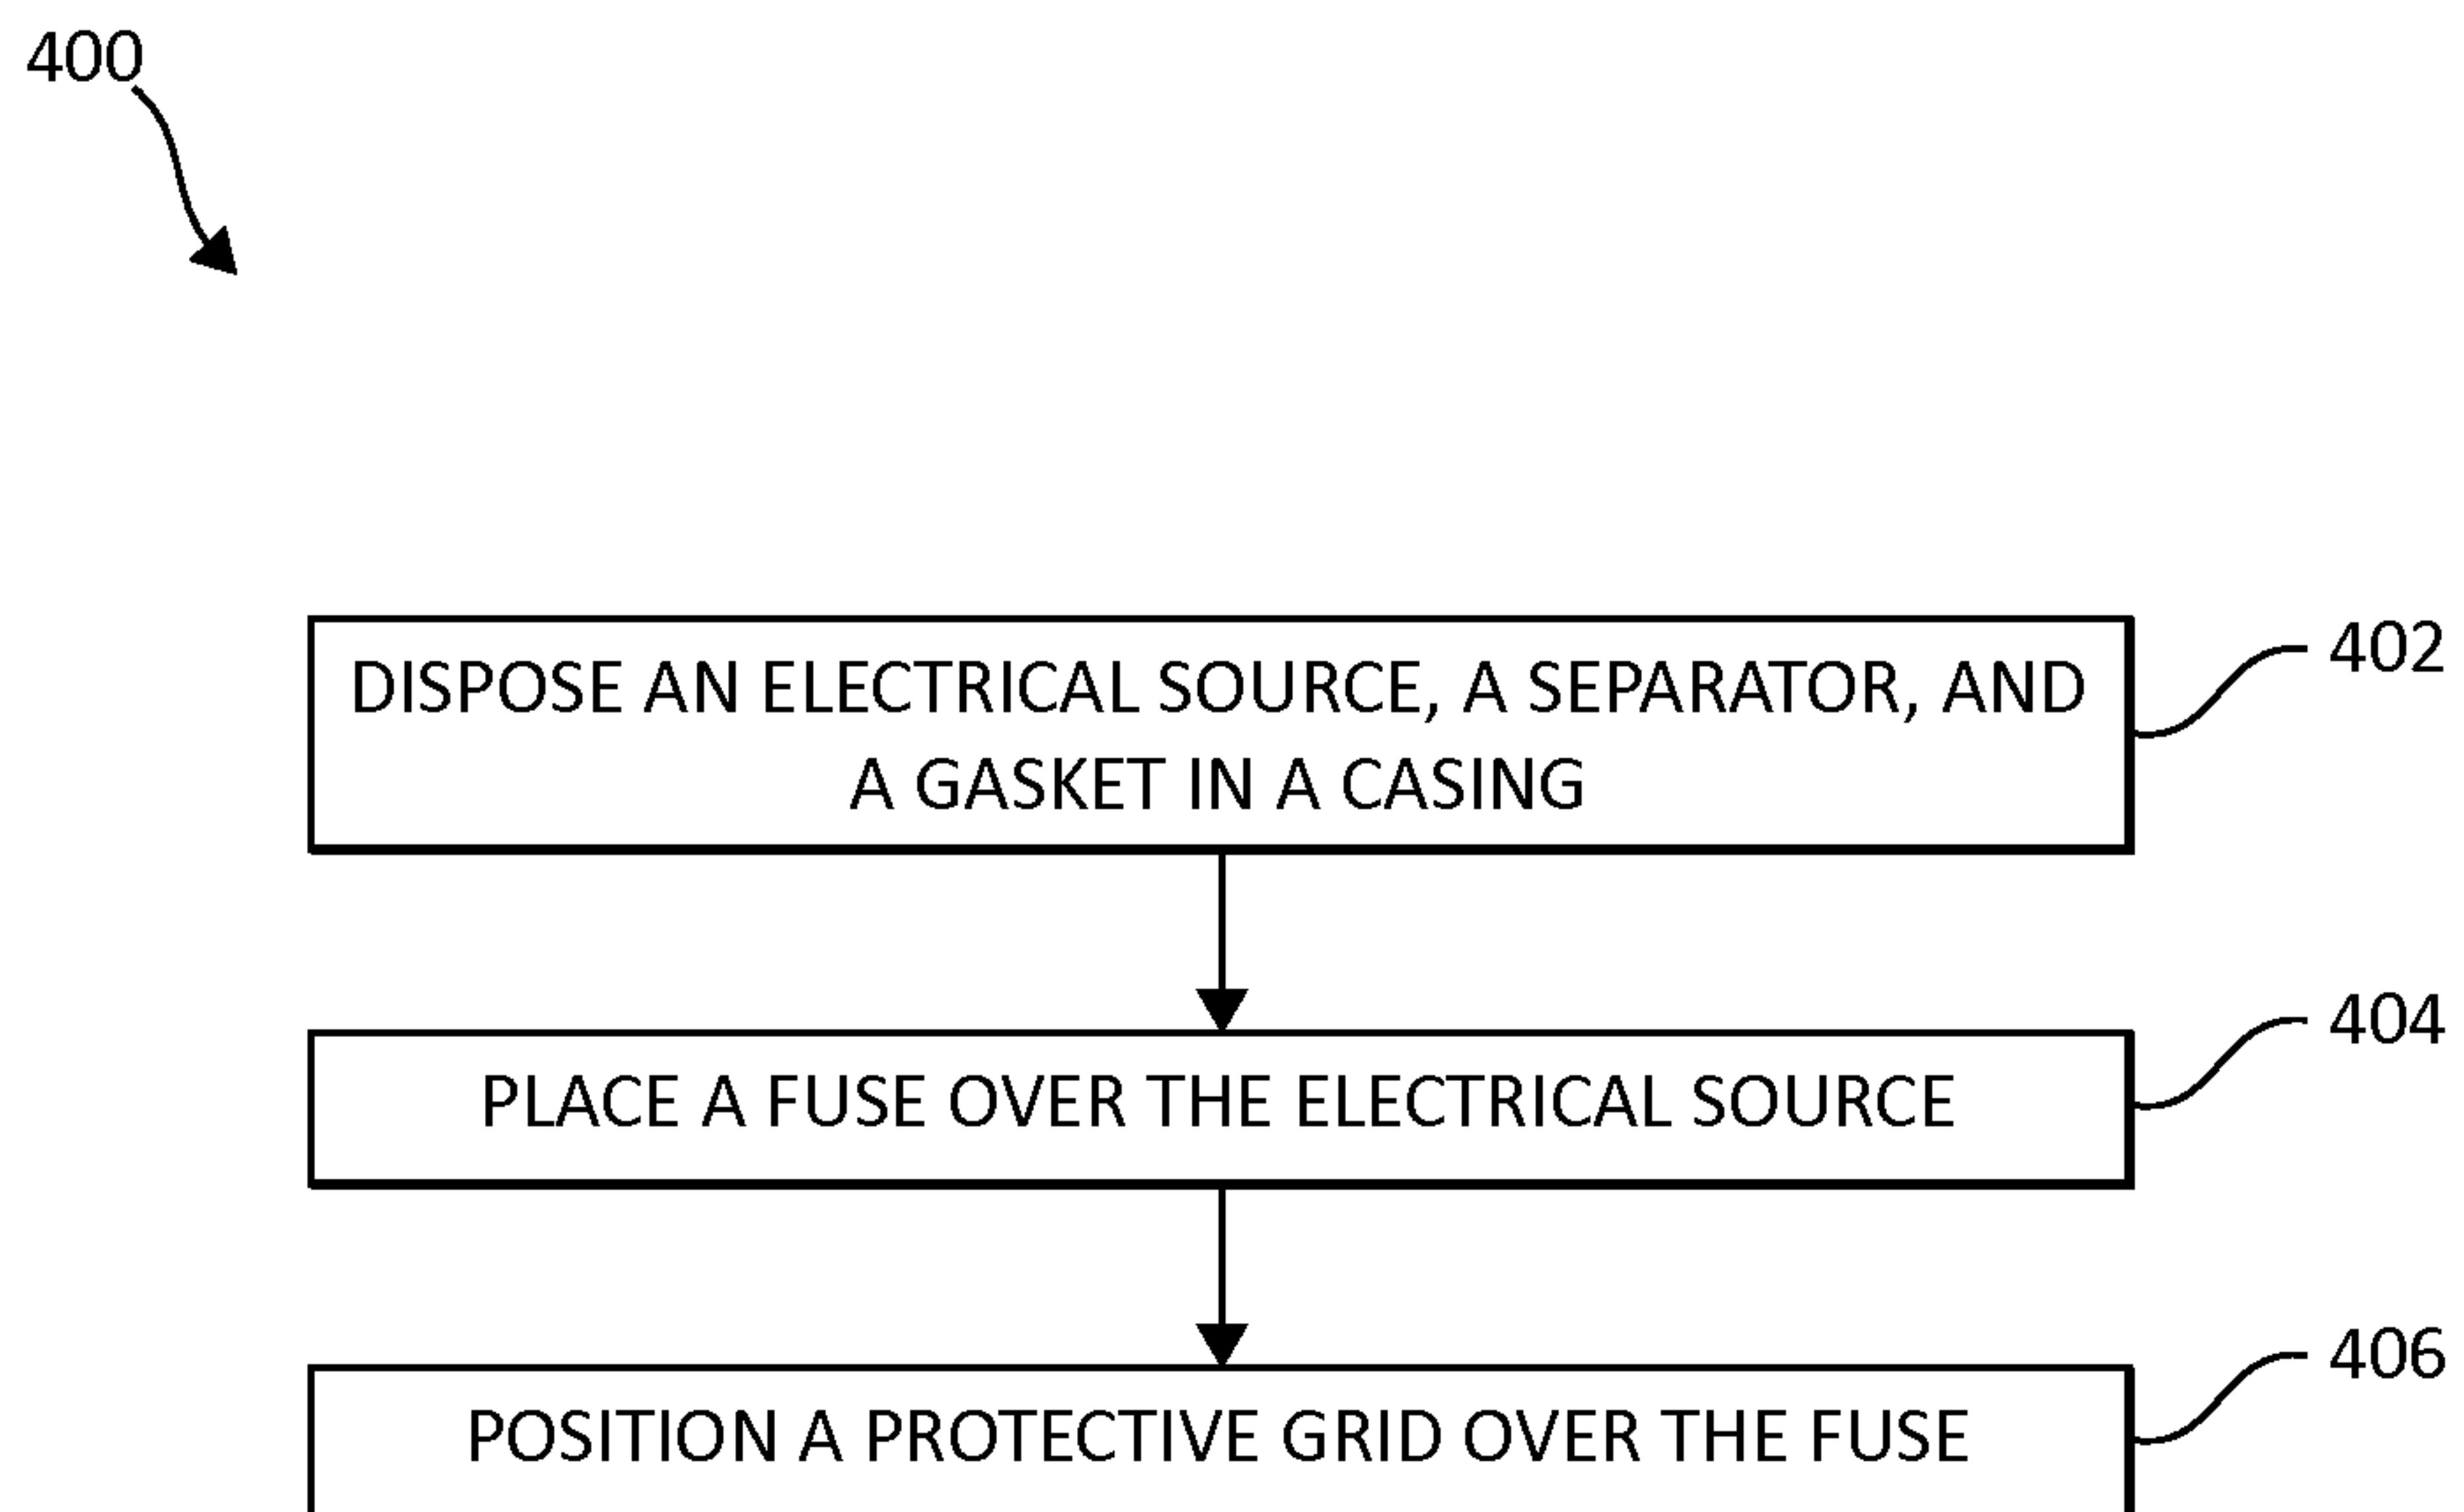 400
DISPOSE AN ELECTRICAL SOURCE, A SEPARATOR, AND
A GASKET IN A CASING
402
PLACE A FUSE OVER THE ELECTRICAL SOURCE
404
POSITION A PROTECTIVE GRID OVER THE FUSE
406